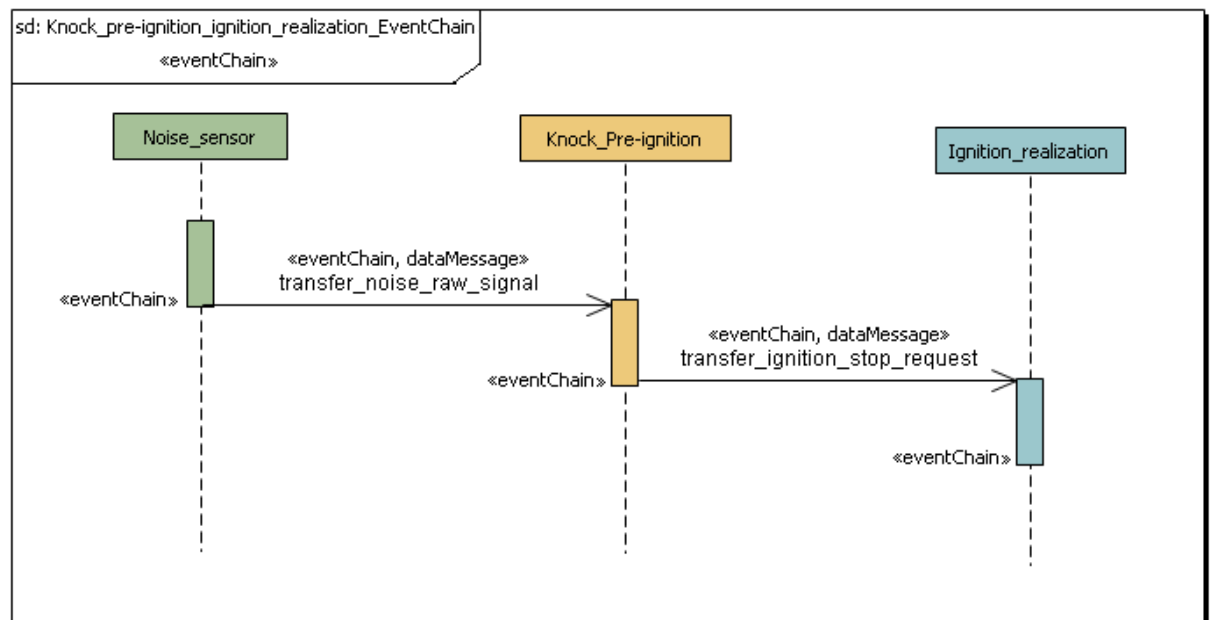 sd: Knock_pre-ignition_ignition_realization_EventChain
«eventChain»
Noise_sensor
Knock_Pre-ignition
Ignition_realization
«eventChain, dataMessage»
transfer_noise_raw_signal
«eventChain»
«eventChain, dataMessage»
transfer_ignition_stop_request
«eventChain»
«eventChain»